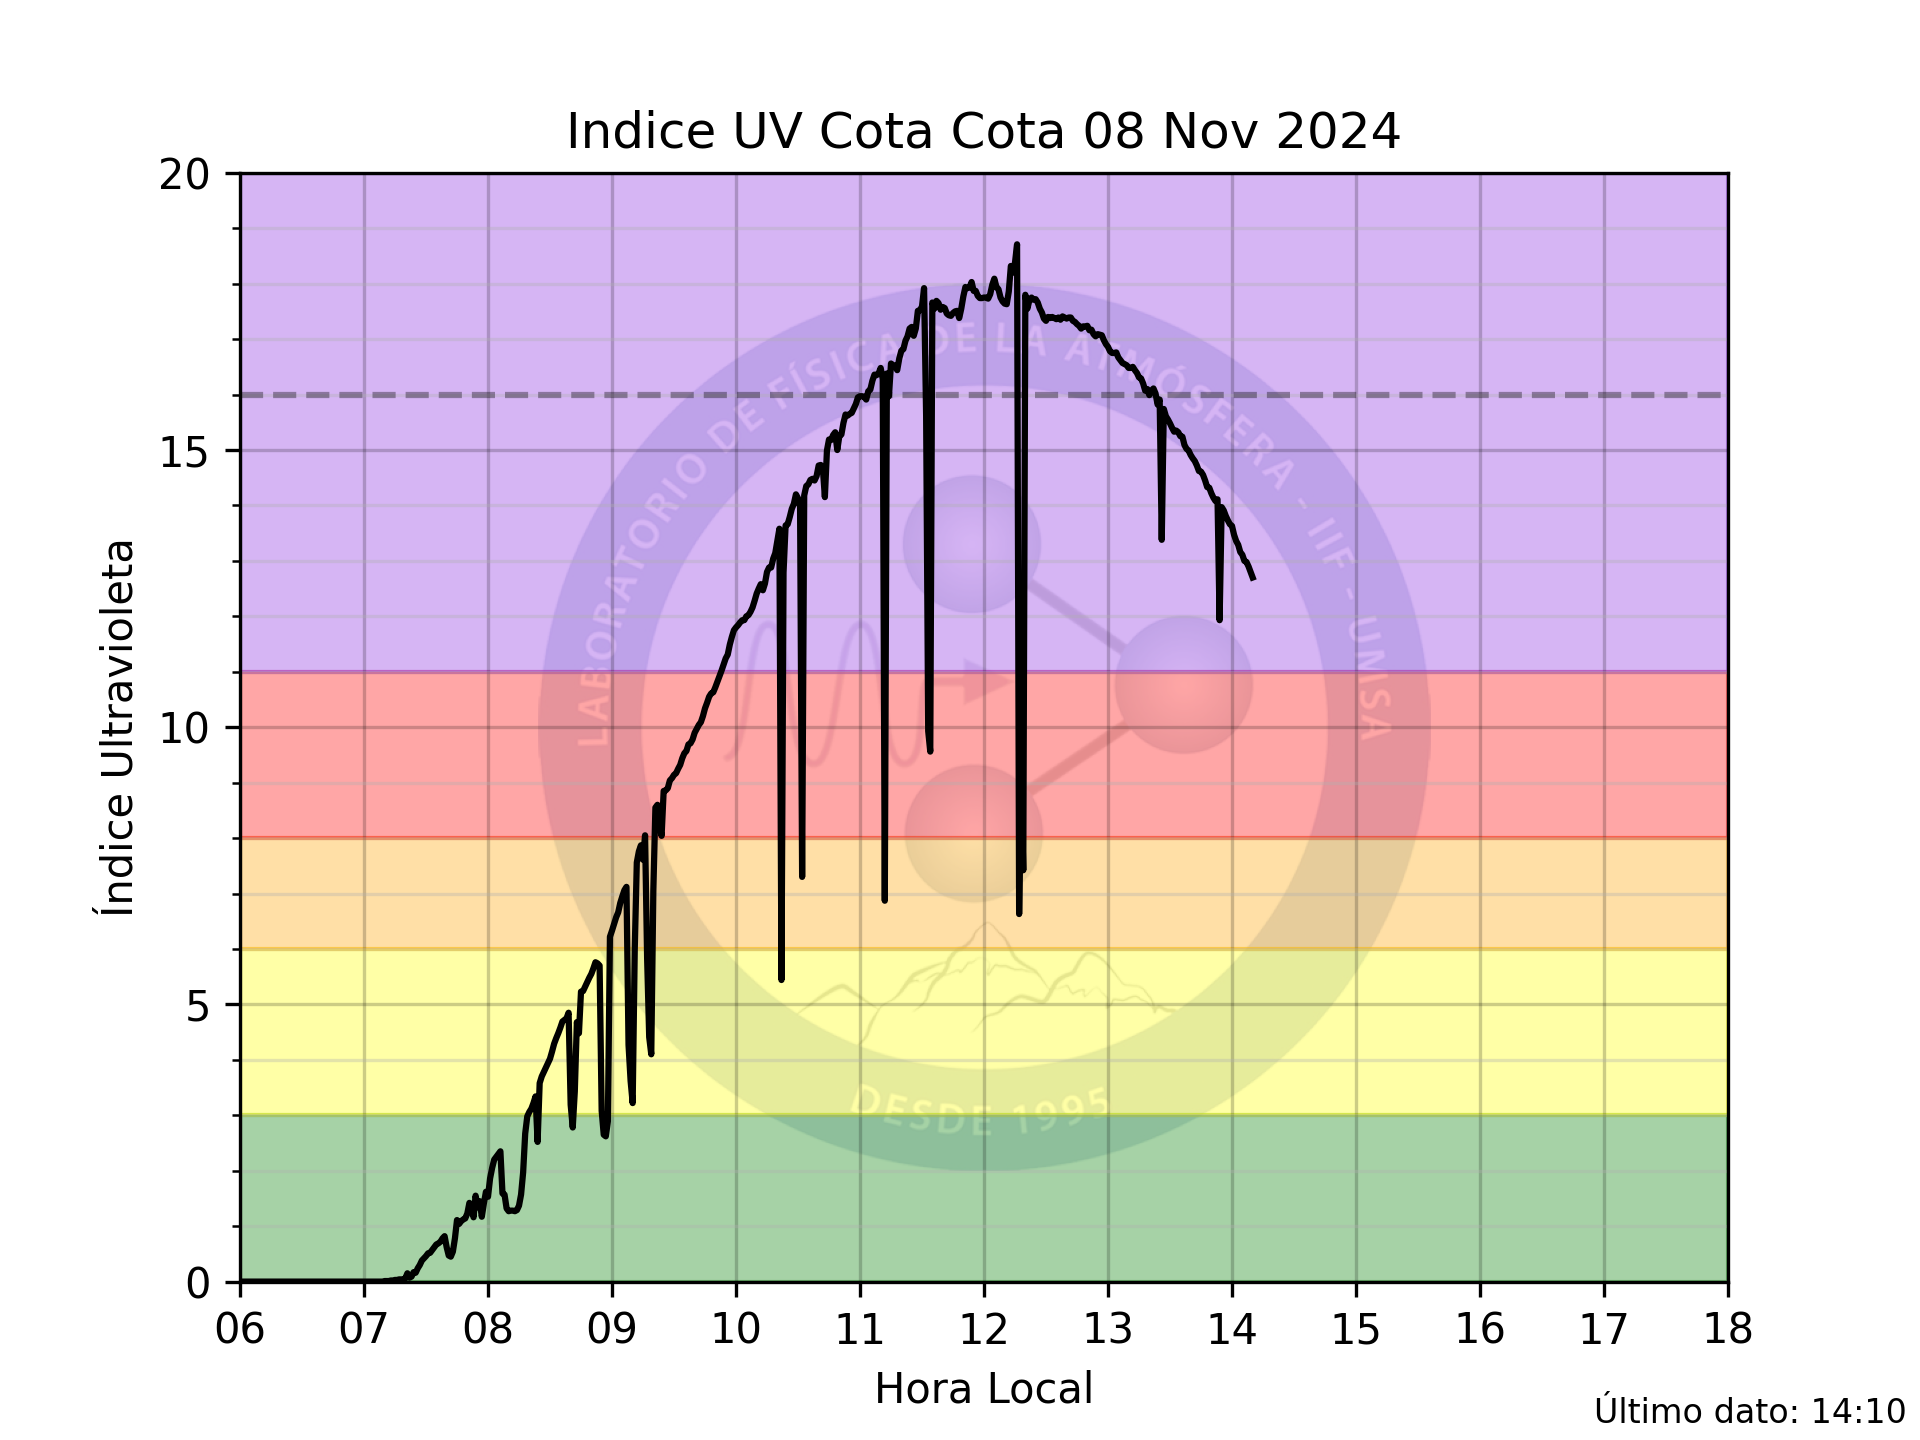 Indice UV Cota Cota 08 Nov 2024
20
15
10
5
0
Índice Ultravioleta
LABORATORIO DE FÍSICA DE LA ATMÓSFERA - IIF - UMSA
DESDE 1995
06 07 08 09 10 11 12 13 14 15 16 17 18
Hora Local
Último dato: 14:10